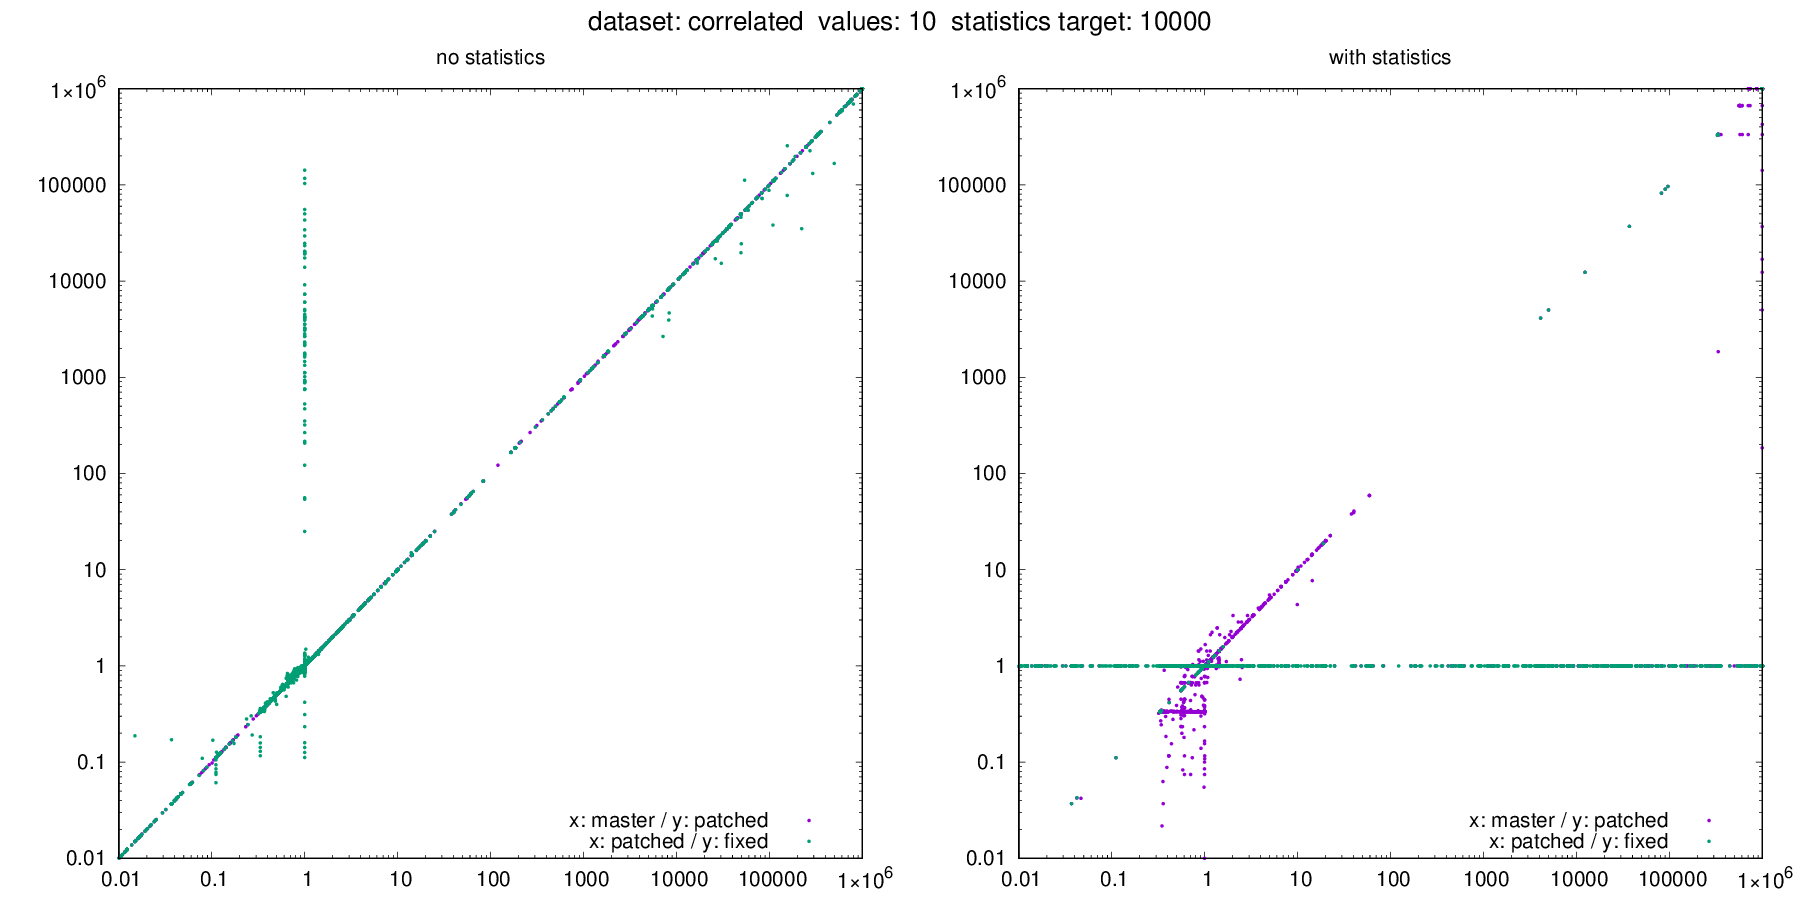 dataset: correlated  values: 10  statistics target: 10000
no statistics
1×10^6
100000
10000
1000
100
10
1
0.1
0.01
0.01 0.1 1 10 100 1000 10000 100000 1×10^6
x: master / y: patched
x: patched / y: fixed
with statistics
1×10^6
100000
10000
1000
100
10
1
0.1
0.01
0.01 0.1 1 10 100 1000 10000 100000 1×10^6
x: master / y: patched
x: patched / y: fixed